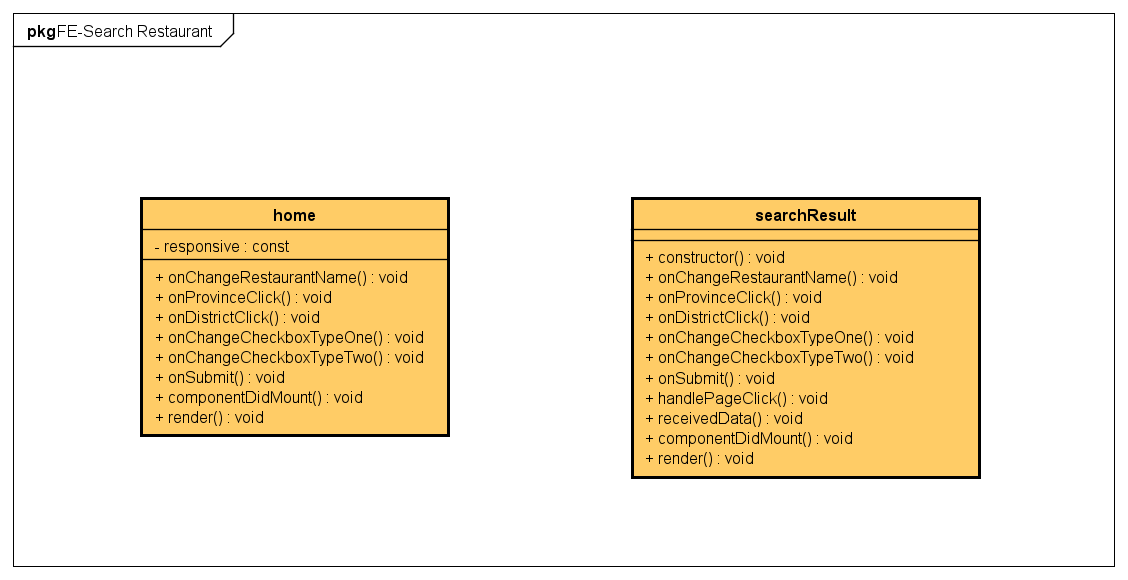 pkgFE-Search Restaurant
home
- responsive : const
+ onChangeRestaurantName() : void
+ onProvinceClick() : void
+ onDistrictClick() : void
+ onChangeCheckboxTypeOne() : void
+ onChangeCheckboxTypeTwo() : void
+ onSubmit() : void
+ componentDidMount() : void
+ render() : void
searchResult
+ constructor() : void
+ onChangeRestaurantName() : void
+ onProvinceClick() : void
+ onDistrictClick() : void
+ onChangeCheckboxTypeOne() : void
+ onChangeCheckboxTypeTwo() : void
+ onSubmit() : void
+ handlePageClick() : void
+ receivedData() : void
+ componentDidMount() : void
+ render() : void